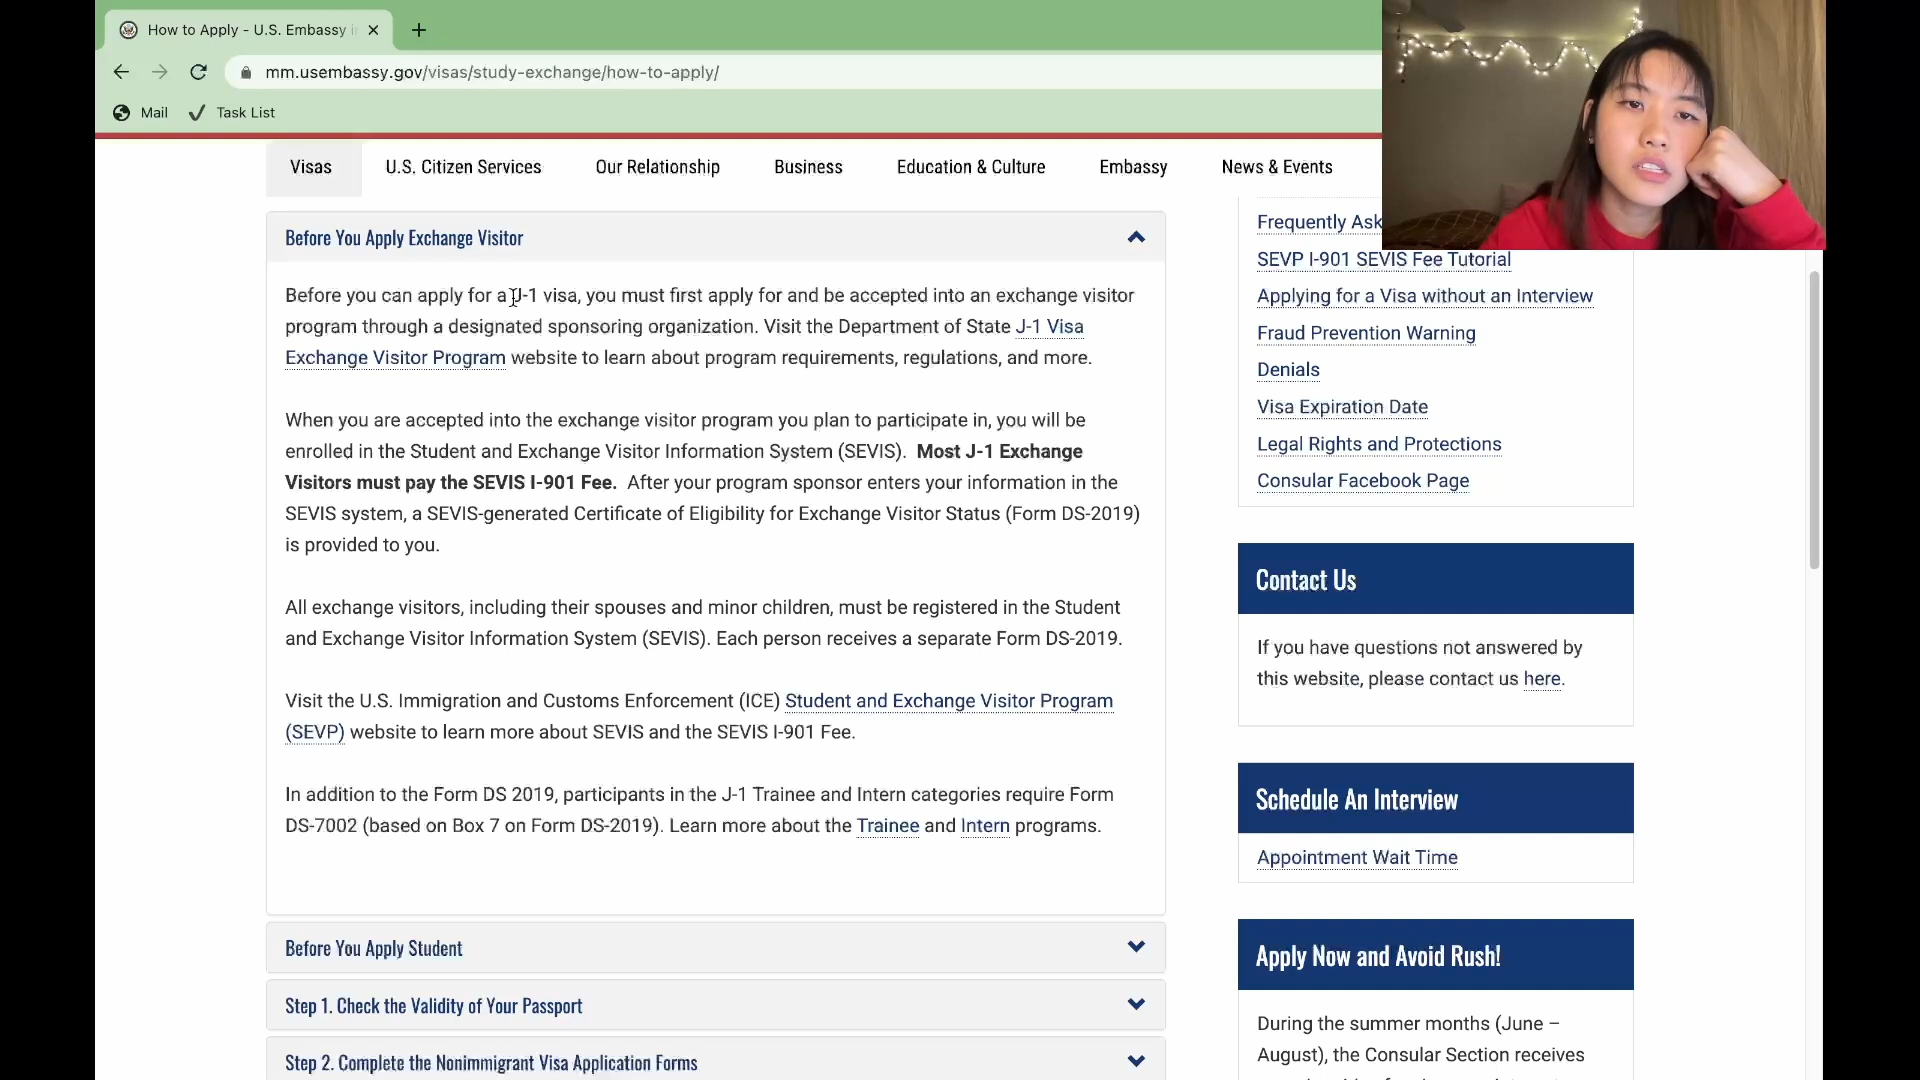 How to Apply - U.S. Embassy
mm.usembassy.gov/visas/study-exchange/how-to-apply/
Mail
Task List
Visas
U.S. Citizen Services
Our Relationship
Business
Education & Culture
Embassy
News & Events
Before You Apply Exchange Visitor
Before you can apply for a J-1 visa, you must first apply for and be accepted into an exchange visitor
program through a designated sponsoring organization. Visit the Department of State J-1 Visa
Exchange Visitor Program website to learn about program requirements, regulations, and more.
When you are accepted into the exchange visitor program you plan to participate in, you will be
enrolled in the Student and Exchange Visitor Information System (SEVIS). Most J-1 Exchange
Visitors must pay the SEVIS I-901 Fee. After your program sponsor enters your information in the
SEVIS system, a SEVIS-generated Certificate of Eligibility for Exchange Visitor Status (Form DS-2019)
is provided to you.
All exchange visitors, including their spouses and minor children, must be registered in the Student
and Exchange Visitor Information System (SEVIS). Each person receives a separate Form DS-2019.
Visit the U.S. Immigration and Customs Enforcement (ICE) Student and Exchange Visitor Program
(SEVP) website to learn more about SEVIS and the SEVIS I-901 Fee.
In addition to the Form DS 2019, participants in the J-1 Trainee and Intern categories require Form
DS-7002 (based on Box 7 on Form DS-2019). Learn more about the Trainee and Intern programs.
Before You Apply Student
Step 1. Check the Validity of Your Passport
Step 2. Complete the Nonimmigrant Visa Application Forms
Frequently Ask
SEVP I-901 SEVIS Fee Tutorial
Applying for a Visa without an Interview
Fraud Prevention Warning
Denials
Visa Expiration Date
Legal Rights and Protections
Consular Facebook Page
Contact Us
If you have questions not answered by
this website, please contact us here.
Schedule An Interview
Appointment Wait Time
Apply Now and Avoid Rush!
During the summer months (June –
August), the Consular Section receives